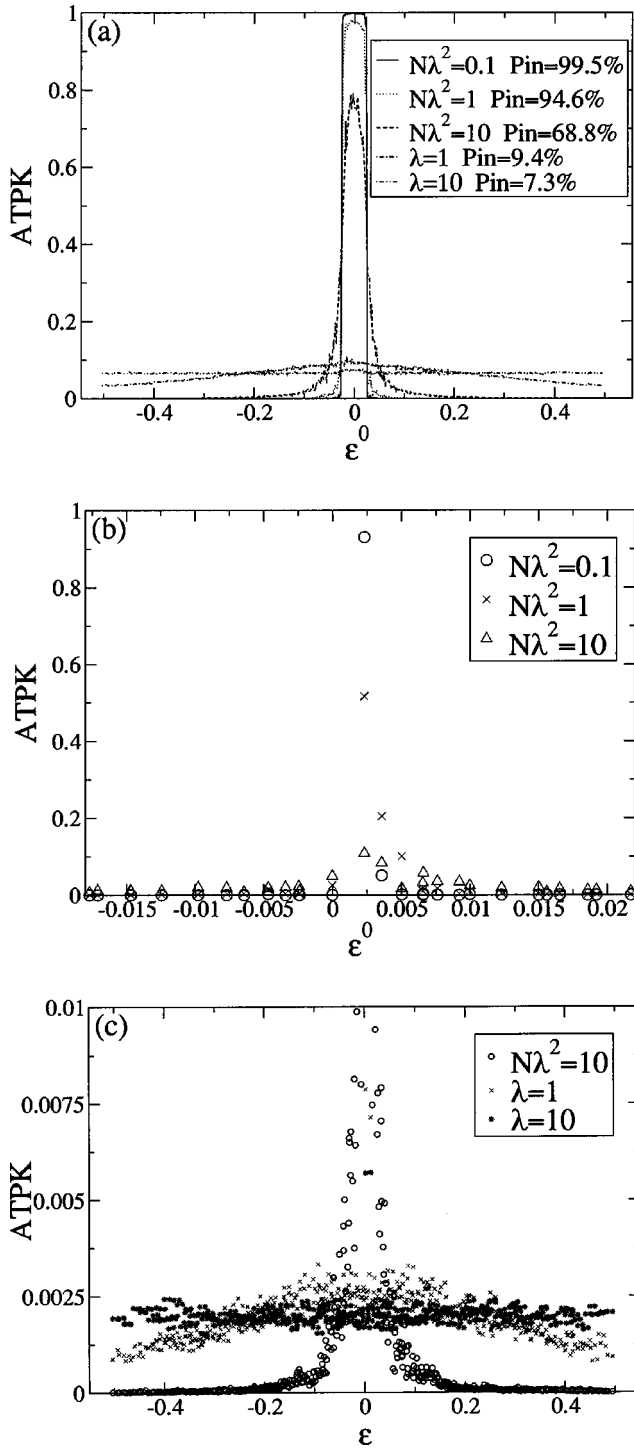 (a)
1
0.8
0.6
0.4
0.2
0
ATPK
Nλ²=0.1 Pin=99.5%
Nλ²=1 Pin=94.6%
Nλ²=10 Pin=68.8%
λ=1 Pin=9.4%
λ=10 Pin=7.3%
-0.4 -0.2 0 0.2 0.4
ε⁰
(b)
1
0.8
0.6
0.4
0.2
0
ATPK
Nλ²=0.1
Nλ²=1
Nλ²=10
-0.015 -0.01 -0.005 0 0.005 0.01 0.015 0.02
ε⁰
(c)
0.01
0.0075
0.005
0.0025
0
ATPK
Nλ²=10
λ=1
λ=10
-0.4 -0.2 0 0.2 0.4
ε